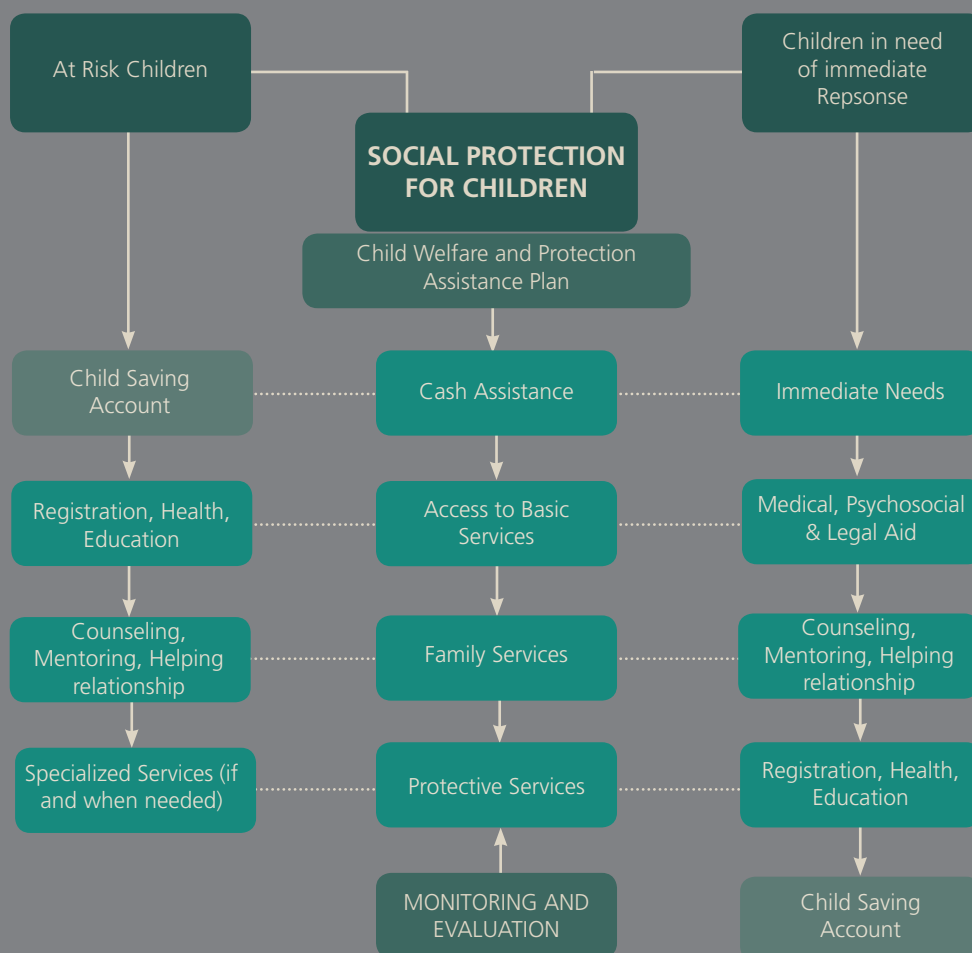 At Risk Children
Children in need
of immediate
Repsonse
SOCIAL PROTECTION
FOR CHILDREN
Child Welfare and Protection
Assistance Plan
Child Saving
Account
Cash Assistance
Immediate Needs
Registration, Health,
Education
Access to Basic
Services
Medical, Psychosocial
& Legal Aid
Counseling,
Mentoring, Helping
relationship
Family Services
Counseling,
Mentoring, Helping
relationship
Specialized Services (if
and when needed)
Protective Services
Registration, Health,
Education
MONITORING AND
EVALUATION
Child Saving
Account